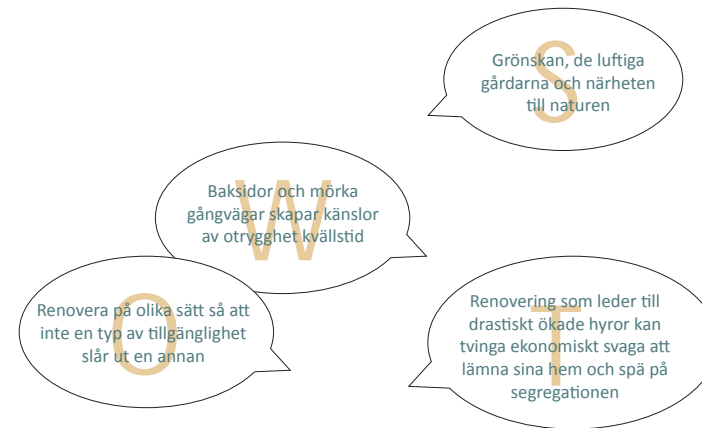 S
Grönskan, de luftiga
gårdarna och närheten
till naturen
W
Baksidor och mörka
gångvägar skapar känslor
av otrygghet kvällstid
O
Renovera på olika sätt så att
inte en typ av tillgänglighet
slår ut en annan
T
Renovering som leder till
drastiskt ökade hyror kan
tvinga ekonomiskt svaga att
lämna sina hem och spä på
segregationen